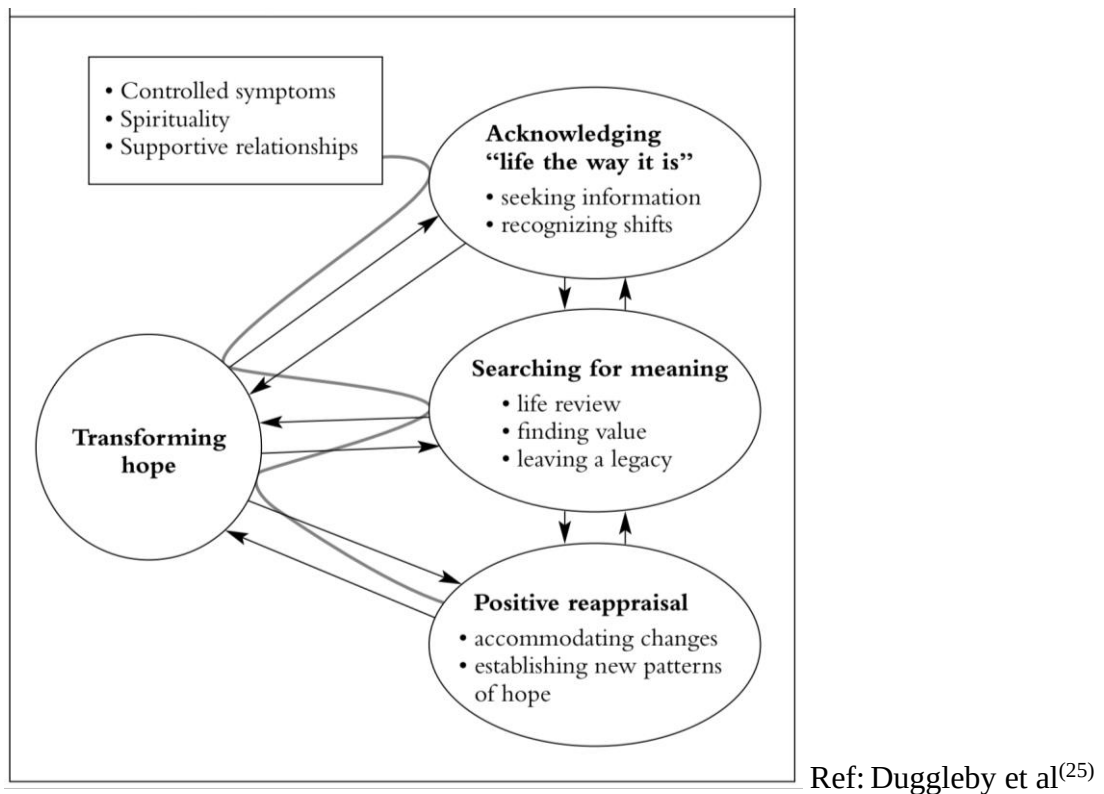 • Controlled symptoms
• Spirituality
• Supportive relationships
Acknowledging
“life the way it is”
• seeking information
• recognizing shifts
Searching for meaning
• life review
• finding value
• leaving a legacy
Transforming
hope
Positive reappraisal
• accommodating changes
• establishing new patterns
of hope
Ref: Duggleby et al(25)